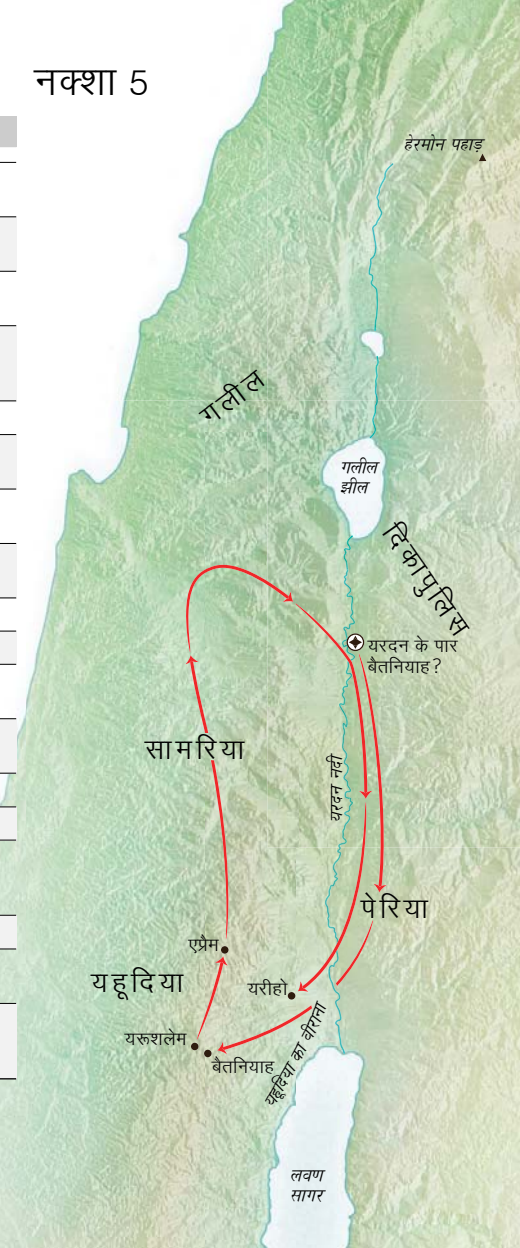 नक्शा 5
हेरमोन पहाड़
गलील
गलील
झील
दिकापुलिस
यरदन के पार
बैतनियाह?
सामरिया
यरदन नदी
पेरिया
एप्रैम
यहूदिया
यरीहो
यरूशलेम
बैतनियाह
यहूदिया का वीराना
लवण
सागर